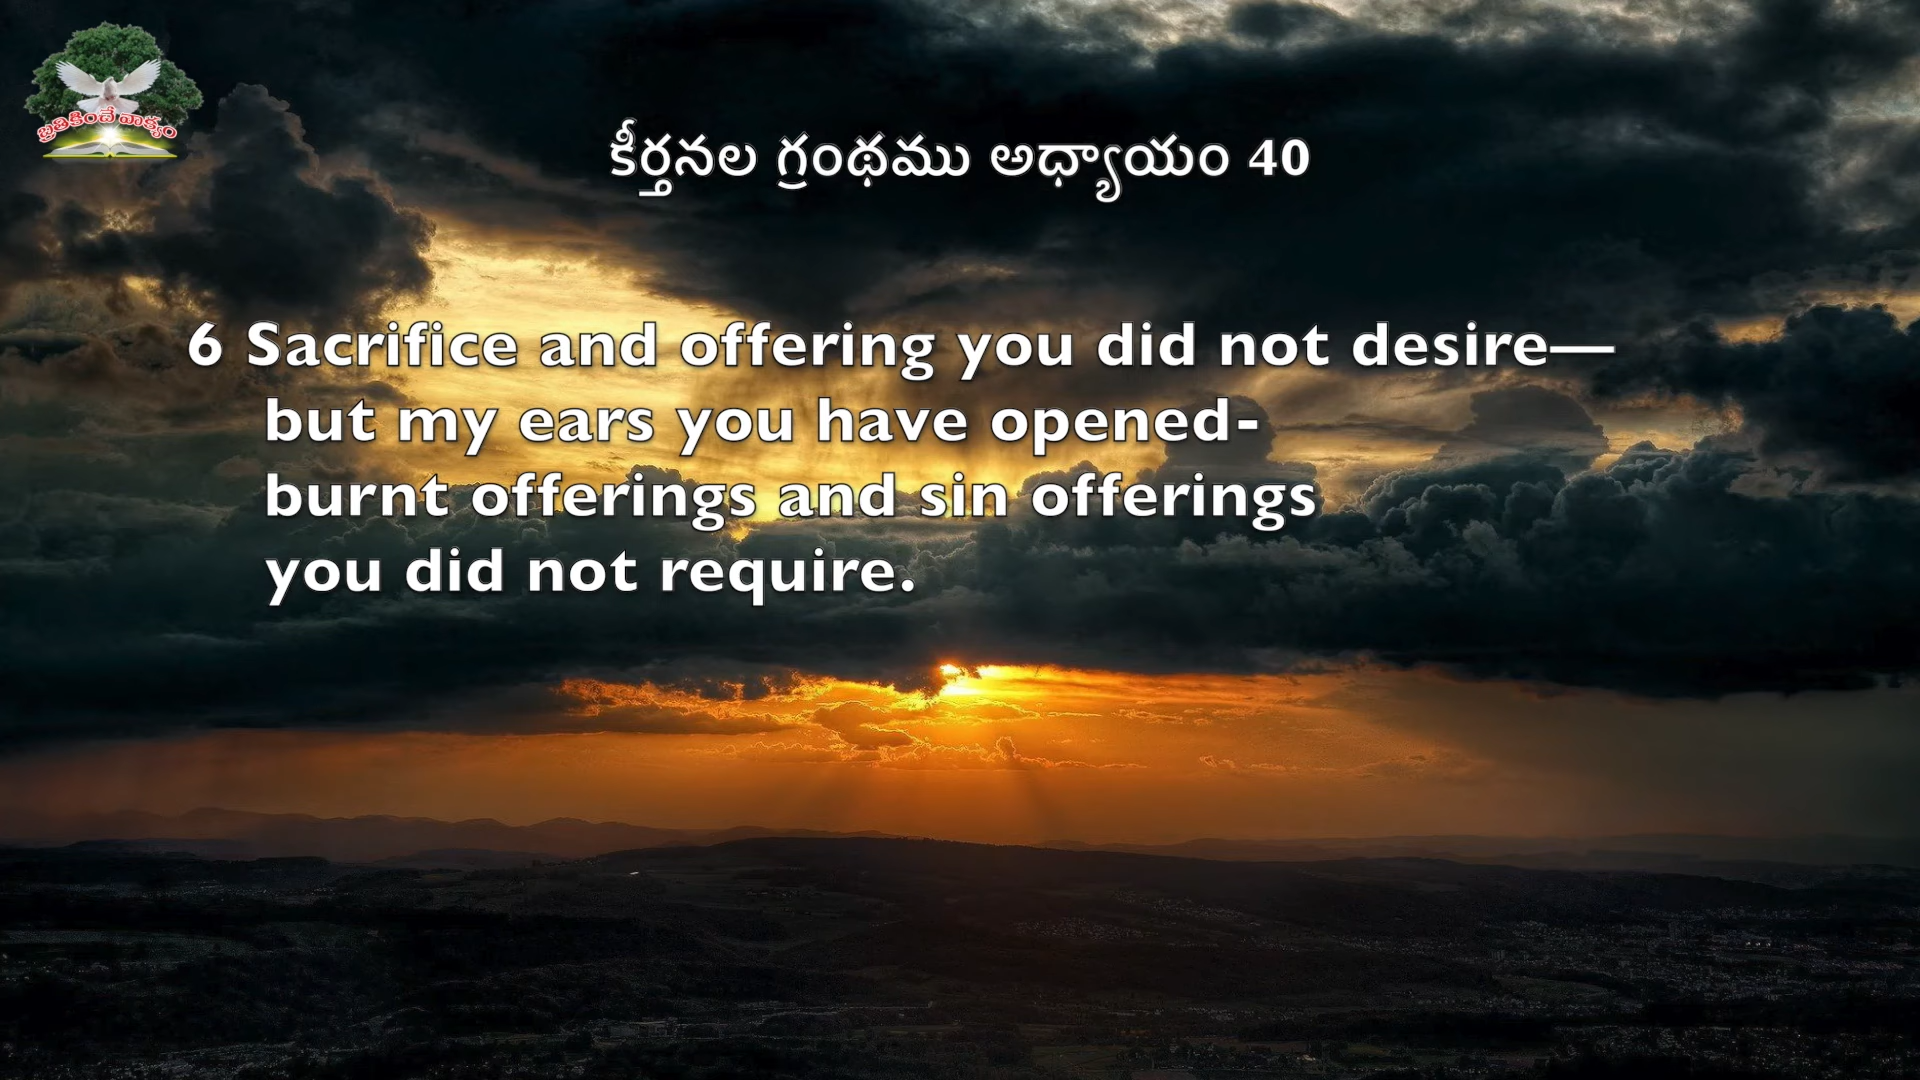 బ్రతికించే వాక్యం
కీర్తనల గ్రంథము అధ్యాయం 40
6 Sacrifice and offering you did not desire—
but my ears you have opened-
burnt offerings and sin offerings
you did not require.